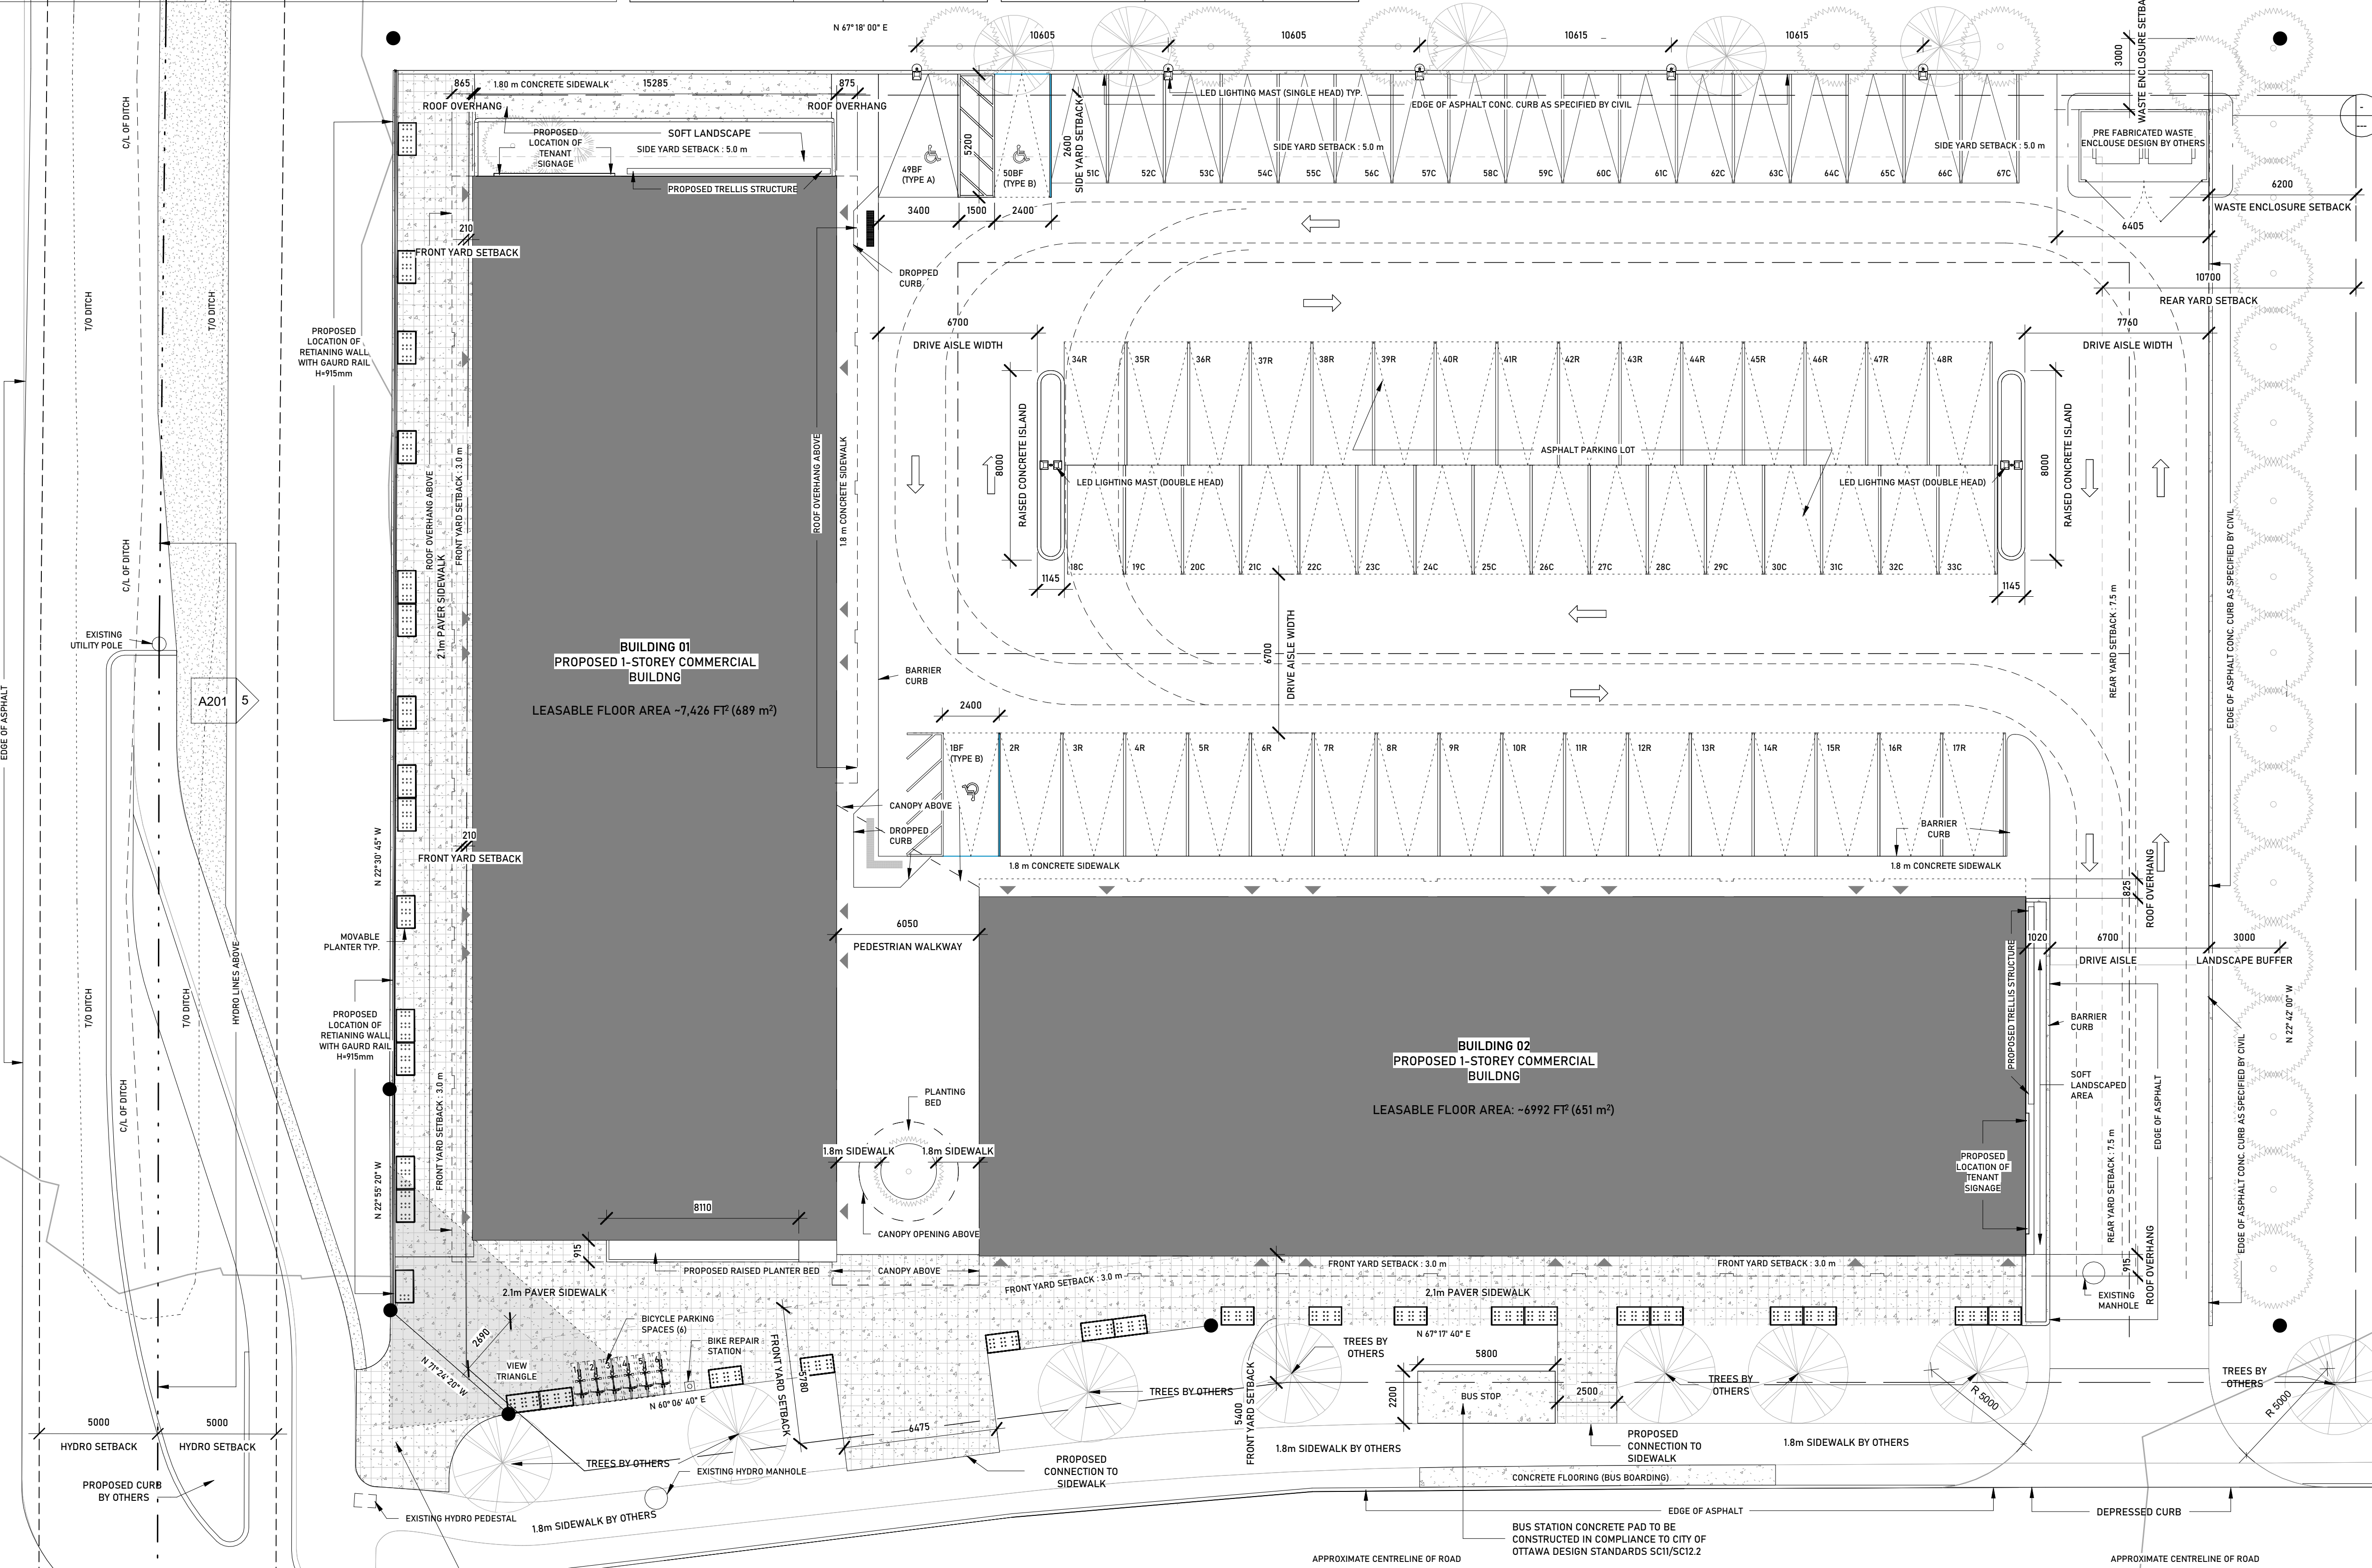 N 67° 18' 00" E
10605
10605
10615
10615
3000
WASTE ENCLOSURE SETBA
865
1.80 m CONCRETE SIDEWALK
15285
875
ROOF OVERHANG
ROOF OVERHANG
LED LIGHTING MAST (SINGLE HEAD) TYP.
EDGE OF ASPHALT CONC. CURB AS SPECIFIED BY CIVIL
PROPOSED
LOCATION OF
TENANT
SIGNAGE
SOFT LANDSCAPE
SIDE YARD SETBACK : 5.0 m
PROPOSED TRELLIS STRUCTURE
5200
2600
SIDE YARD SETBACK
SIDE YARD SETBACK : 5.0 m
SIDE YARD SETBACK : 5.0 m
PRE FABRICATED WASTE
ENCLOUSE DESIGN BY OTHERS
49BF
(TYPE A)
50BF
(TYPE B)
51C
52C
53C
54C
55C
56C
57C
58C
59C
60C
61C
62C
63C
64C
65C
66C
67C
6200
WASTE ENCLOSURE SETBACK
3400
1500
2400
6405
C/L OF DITCH
T/O DITCH
T/O DITCH
210
FRONT YARD SETBACK
DROPPED
CURB
10700
REAR YARD SETBACK
PROPOSED
LOCATION OF
RETIANING WALL
WITH GAURD RAIL
H=915mm
6700
DRIVE AISLE WIDTH
7760
DRIVE AISLE WIDTH
34R
35R
36R
37R
38R
39R
40R
41R
42R
43R
44R
45R
46R
47R
48R
8000
RAISED CONCRETE ISLAND
ASPHALT PARKING LOT
LED LIGHTING MAST (DOUBLE HEAD)
LED LIGHTING MAST (DOUBLE HEAD)
8000
RAISED CONCRETE ISLAND
18C
19C
20C
21C
22C
23C
24C
25C
26C
27C
28C
29C
30C
31C
32C
33C
1145
1145
ROOF OVERHANG ABOVE
FRONT YARD SETBACK : 3.0 m
2.1m PAVER SIDEWALK
ROOF OVERHANG ABOVE
1.8 m CONCRETE SIDEWALK
EDGE OF ASPHALT CONC. CURB AS SPECIFIED BY CIVIL
C/L OF DITCH
EXISTING
UTILITY POLE
A201
5
EDGE OF ASPHALT
BUILDING 01
PROPOSED 1-STOREY COMMERCIAL
BUILDNG
LEASABLE FLOOR AREA ~7,426 FT² (689 m²)
BARRIER
CURB
6700
DRIVE AISLE WIDTH
REAR YARD SETBACK : 7.5 m
2400
1BF
(TYPE B)
2R
3R
4R
5R
6R
7R
8R
9R
10R
11R
12R
13R
14R
15R
16R
17R
CANOPY ABOVE
DROPPED
CURB
BARRIER
CURB
1.8 m CONCRETE SIDEWALK
1.8 m CONCRETE SIDEWALK
210
FRONT YARD SETBACK
N 22° 30' 45" W
825
ROOF OVERHANG
MOVABLE
PLANTER TYP.
HYDRO LINES ABOVE
6050
PEDESTRIAN WALKWAY
1020
6700
3000
DRIVE AISLE
LANDSCAPE BUFFER
PROPOSED TRELLIS STRUCTURE
T/O DITCH
T/O DITCH
PROPOSED
LOCATION OF
RETIANING WALL
WITH GAURD RAIL
H=915mm
BARRIER
CURB
N 22° 42' 00" W
BUILDING 02
PROPOSED 1-STOREY COMMERCIAL
BUILDNG
LEASABLE FLOOR AREA: ~6992 FT² (651 m²)
SOFT
LANDSCAPED
AREA
EDGE OF ASPHALT
EDGE OF ASPHALT CONC. CURB AS SPECIFIED BY CIVIL
C/L OF DITCH
FRONT YARD SETBACK : 3.0 m
PLANTING
BED
1.8m SIDEWALK
1.8m SIDEWALK
PROPOSED
LOCATION OF
TENANT
SIGNAGE
N 22° 55' 20" W
REAR YARD SETBACK : 7.5 m
8110
CANOPY OPENING ABOVE
915
PROPOSED RAISED PLANTER BED
CANOPY ABOVE
FRONT YARD SETBACK : 3.0 m
FRONT YARD SETBACK : 3.0 m
FRONT YARD SETBACK : 3.0 m
915
ROOF OVERHANG
2.1m PAVER SIDEWALK
2,1m PAVER SIDEWALK
EXISTING
MANHOLE
BICYCLE PARKING
SPACES (6)
BIKE REPAIR
STATION
2690
VIEW
TRIANGLE
1
2
3
4
5
6
N 71° 24' 20" W
N 60° 06' 40" E
FRONT YARD SETBACK
5780
N 67° 17' 40" E
TREES BY
OTHERS
5800
2200
BUS STOP
2500
TREES BY OTHERS
TREES BY
OTHERS
TREES BY
OTHERS
R 5000
R 5000
5400
FRONT YARD SETBACK
6475
5000
5000
HYDRO SETBACK
HYDRO SETBACK
TREES BY OTHERS
EXISTING HYDRO MANHOLE
PROPOSED
CONNECTION TO
SIDEWALK
1.8m SIDEWALK BY OTHERS
PROPOSED
CONNECTION TO
SIDEWALK
1.8m SIDEWALK BY OTHERS
CONCRETE FLOORING (BUS BOARDING)
PROPOSED CURB
BY OTHERS
EXISTING HYDRO PEDESTAL
1.8m SIDEWALK BY OTHERS
EDGE OF ASPHALT
DEPRESSED CURB
BUS STATION CONCRETE PAD TO BE
CONSTRUCTED IN COMPLIANCE TO CITY OF
OTTAWA DESIGN STANDARDS SC11/SC12.2
APPROXIMATE CENTRELINE OF ROAD
APPROXIMATE CENTRELINE OF ROAD